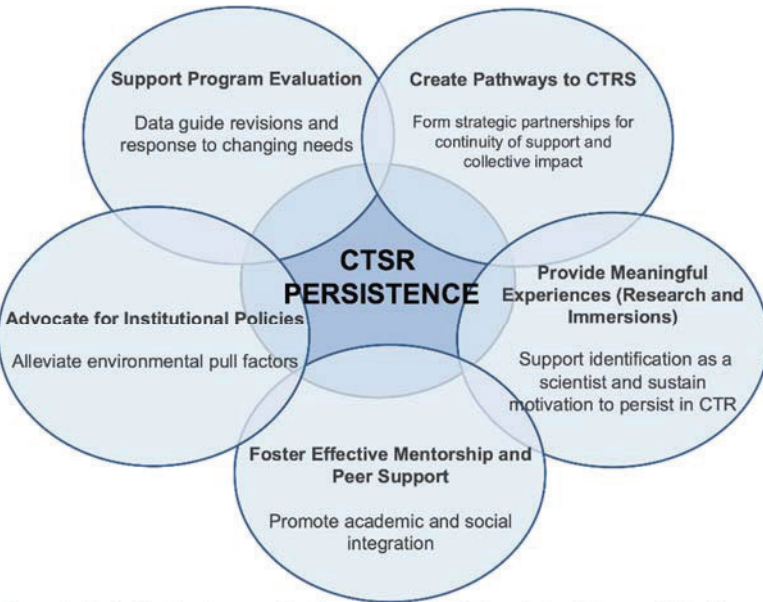 Support Program Evaluation
Data guide revisions and
response to changing needs
Create Pathways to CTRS
Form strategic partnerships for
continuity of support and
collective impact
CTSR
PERSISTENCE
Provide Meaningful
Experiences (Research and
Immersions)
Support identification as a
scientist and sustain
motivation to persist in CTR
Advocate for Institutional Policies
Alleviate environmental pull factors
Foster Effective Mentorship and
Peer Support
Promote academic and social
integration